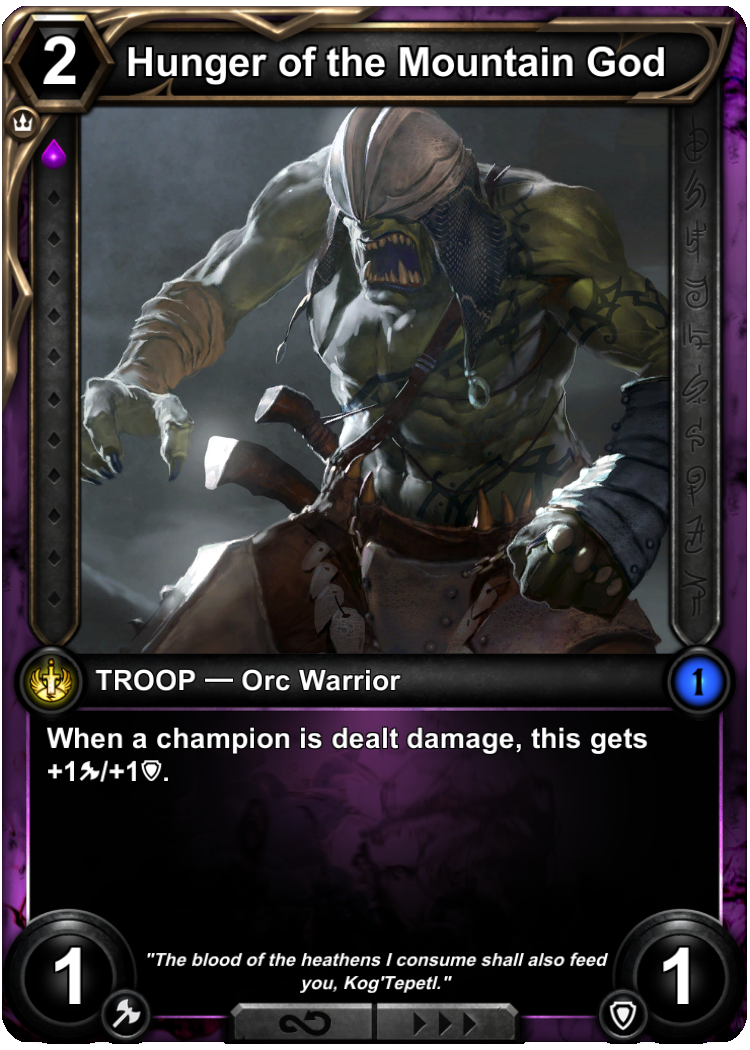 2
Hunger of the Mountain God
TROOP — Orc Warrior
1
When a champion is dealt damage, this gets
+1/+1.
"The blood of the heathens I consume shall also feed
you, Kog'Tepetl."
1
1